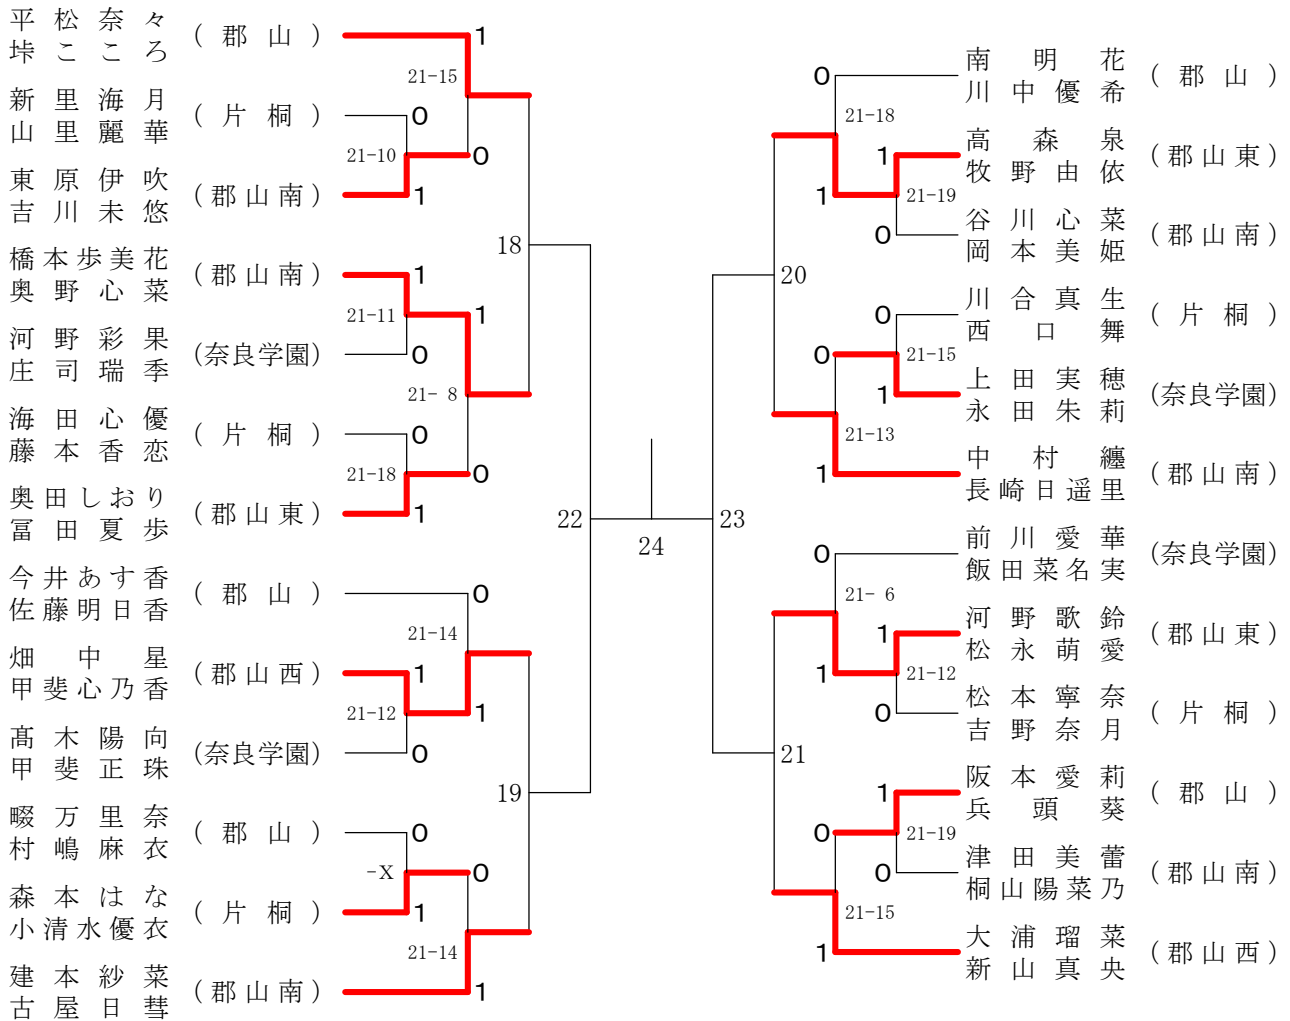 平松奈々
垰こころ
(郡山)
1
21-15
新里海月
山里麗華
(片桐)
0
21-10
0
東原伊吹
吉川未悠
(郡山南)
1
18
橋本歩美花
奥野心菜
(郡山南)
1
21-11
1
河野彩果
庄司瑞季
(奈良学園)
0
21- 8
海田心優
藤本香恋
(片桐)
0
21-18
0
奥田しおり
冨田夏歩
(郡山東)
1
22
今井あす香
佐藤明日香
(郡山)
0
21-14
畑中星
甲斐心乃香
(郡山西)
1
21-12
1
髙木陽向
甲斐正珠
(奈良学園)
0
19
畷万里奈
村嶋麻衣
(郡山)
0
-X
0
森本はな
小清水優衣
(片桐)
1
21-14
建本紗菜
古屋日彗
(郡山南)
1
24
南明花
川中優希
(郡山)
0
21-18
高森泉
牧野由依
(郡山東)
1
1
21-19
谷川心菜
岡本美姫
(郡山南)
0
20
川合真生
西口舞
(片桐)
0
0
21-15
上田実穂
永田朱莉
(奈良学園)
1
21-13
中村纏
長崎日遥里
(郡山南)
1
23
前川愛華
飯田菜名実
(奈良学園)
0
21- 6
河野歌鈴
松永萌愛
(郡山東)
1
1
21-12
松本寧奈
吉野奈月
(片桐)
0
21
阪本愛莉
兵頭葵
(郡山)
1
0
21-19
津田美蕾
桐山陽菜乃
(郡山南)
0
21-15
大浦瑠菜
新山真央
(郡山西)
1